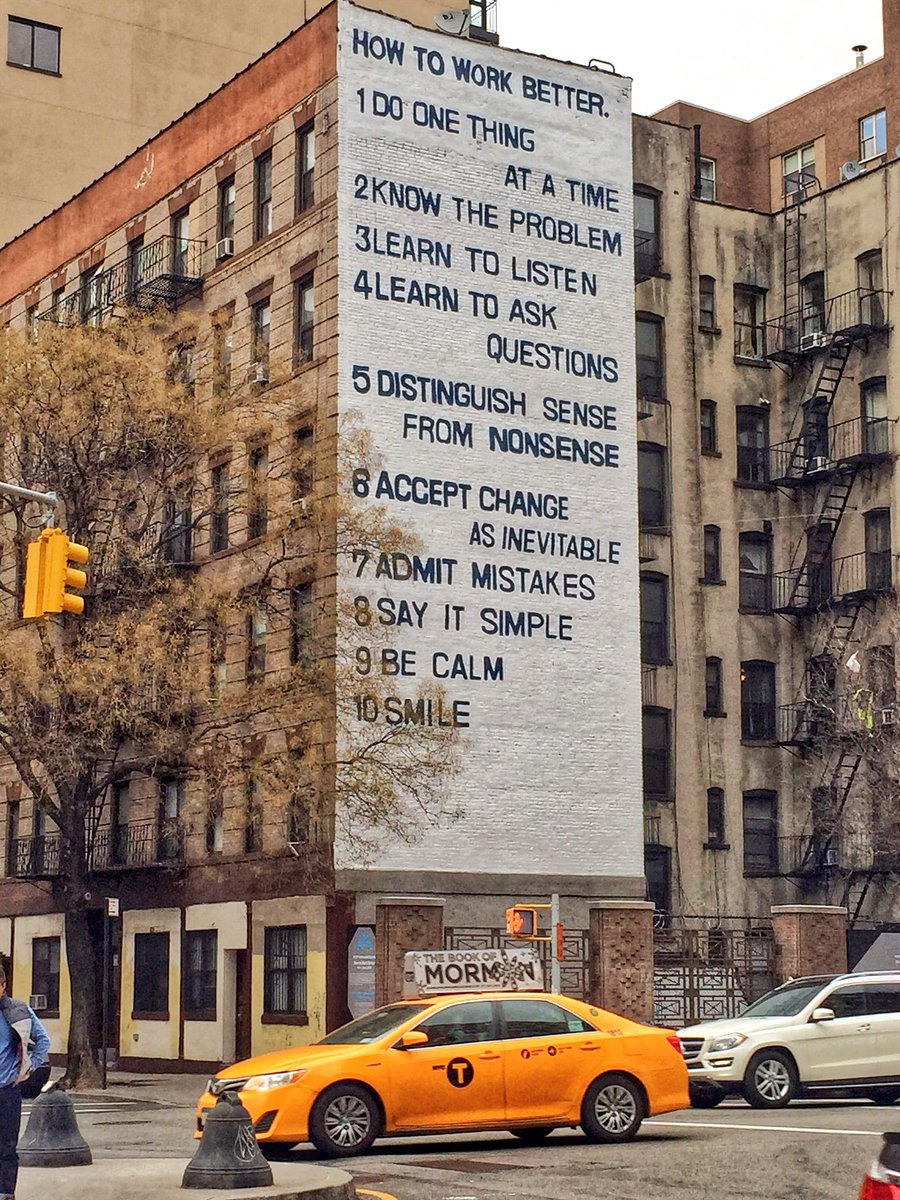 HOW TO WORK BETTER.
1 DO ONE THING
AT A TIME
2 KNOW THE PROBLEM
3 LEARN TO LISTEN
4 LEARN TO ASK
QUESTIONS
5 DISTINGUISH SENSE
FROM NONSENSE
6 ACCEPT CHANGE
AS INEVITABLE
7 ADMIT MISTAKES
8 SAY IT SIMPLE
9 BE CALM
10 SMILE
THE BOOK OF
MORMON
NYC T